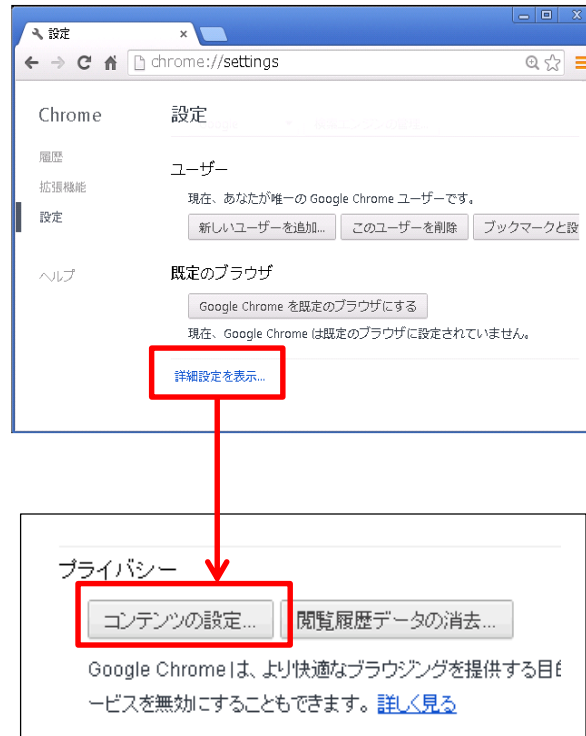 設定
chrome://settings
Chrome
設定
履歴
拡張機能
設定
ヘルプ
ユーザー
現在、あなたが唯一の Google Chrome ユーザーです。
新しいユーザーを追加... このユーザーを削除 ブックマークと設
既定のブラウザ
Google Chrome を既定のブラウザにする
現在、Google Chrome は既定のブラウザに設定されていません。
詳細設定を表示...
プライバシー
コンテンツの設定... 閲覧履歴データの消去...
Google Chrome は、より快適なブラウジングを提供する目
ービスを無効にすることもできます。詳しく見る